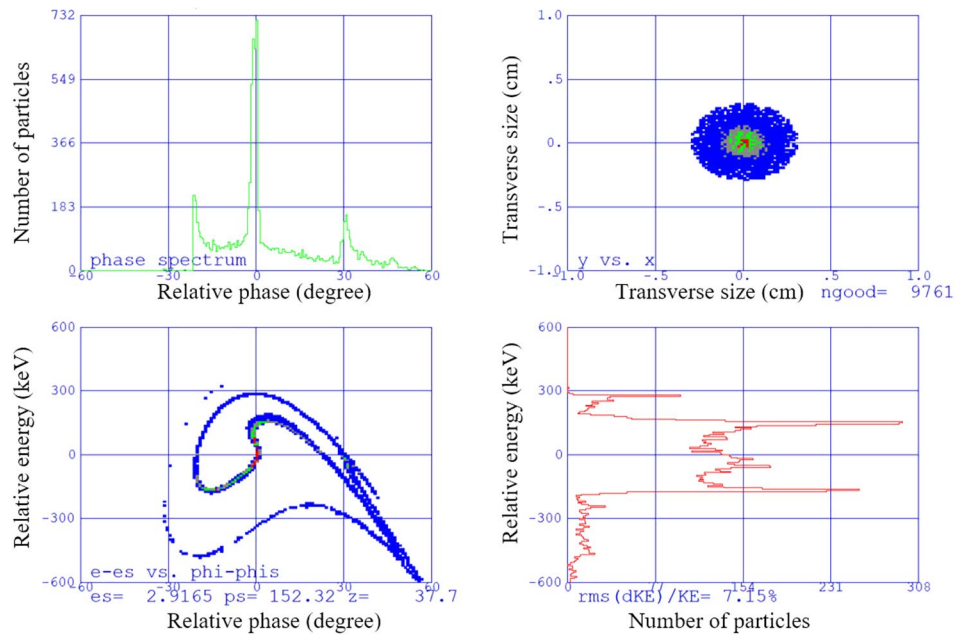 732
549
366
183
0
Number of particles
phase spectrum
-60
-30
0
30
60
Relative phase (degree)
1.0
.5
0.
-.5
-1.0
Transverse size (cm)
y vs. x
-1.0
-.5
0.
.5
1.0
Transverse size (cm)
ngood= 9761
600
300
0
-300
-600
Relative energy (keV)
e-es vs. phi-phis
-60
-30
0
30
60
es= 2.9165 ps= 152.32 z= 37.7
Relative phase (degree)
600
300
0
-300
-600
Relative energy (keV)
0
77
154
231
308
rms(dKE)/KE= 7.15%
Number of particles